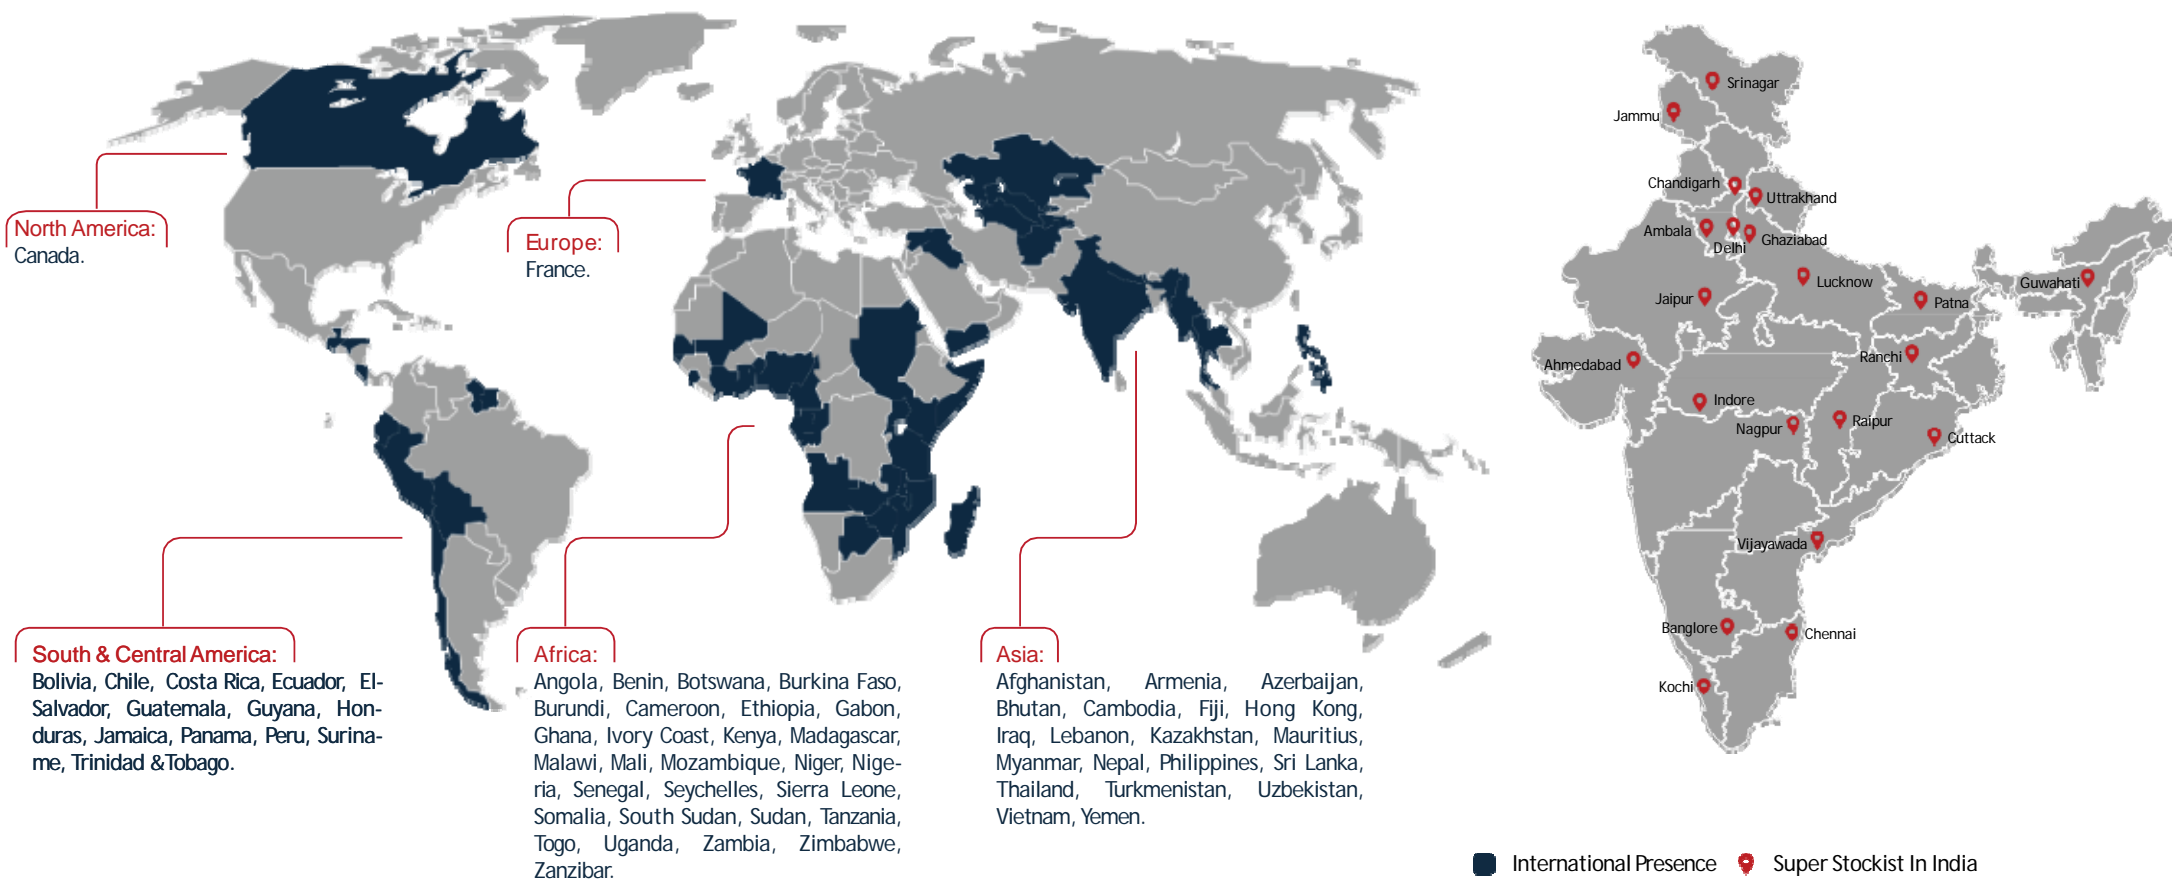 North America:
Canada.
Europe:
France.
South & Central America:
Bolivia, Chile, Costa Rica, Ecuador, El-
Salvador, Guatemala, Guyana, Hon-
duras, Jamaica, Panama, Peru, Surina-
me, Trinidad &Tobago.
Africa:
Angola, Benin, Botswana, Burkina Faso,
Burundi, Cameroon, Ethiopia, Gabon,
Ghana, Ivory Coast, Kenya, Madagascar,
Malawi, Mali, Mozambique, Niger, Nige-
ria, Senegal, Seychelles, Sierra Leone,
Somalia, South Sudan, Sudan, Tanzania,
Togo, Uganda, Zambia, Zimbabwe,
Zanzibar.
Asia:
Afghanistan, Armenia, Azerbaijan,
Bhutan, Cambodia, Fiji, Hong Kong,
Iraq, Lebanon, Kazakhstan, Mauritius,
Myanmar, Nepal, Philippines, Sri Lanka,
Thailand, Turkmenistan, Uzbekistan,
Vietnam, Yemen.
Srinagar
Jammu
Chandigarh
Uttrakhand
Ambala
Delhi
Ghaziabad
Lucknow
Guwahati
Jaipur
Patna
Ahmedabad
Ranchi
Indore
Nagpur
Raipur
Cuttack
Vijayawada
Banglore
Chennai
Kochi
International Presence
Super Stockist In India